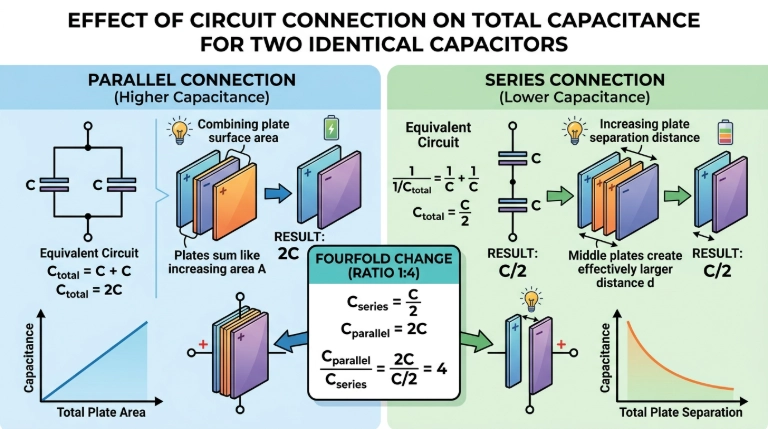 EFFECT OF CIRCUIT CONNECTION ON TOTAL CAPACITANCE
FOR TWO IDENTICAL CAPACITORS
PARALLEL CONNECTION
(Higher Capacitance)
C
C
Equivalent Circuit
C_total = C + C
C_total = 2C
Combining plate
surface area
+
-
+
Plates sum like
increasing area A
RESULT:
2C
Capacitance
Total Plate Area
+
SERIES CONNECTION
(Lower Capacitance)
Equivalent
Circuit
1/(1/C_total) = 1/C + 1/C
C_total = C/2
C
C
RESULT:
C/2
Increasing plate
separation distance
+
+
-
Middle plates create
effectively larger
distance d
+
-
RESULT:
C/2
FOURFOLD CHANGE
(RATIO 1:4)
C_series = C/2
C_parallel = 2C
C_parallel/C_series = 2C/(C/2) = 4
+
-
+
Capacitance
Total Plate Separation